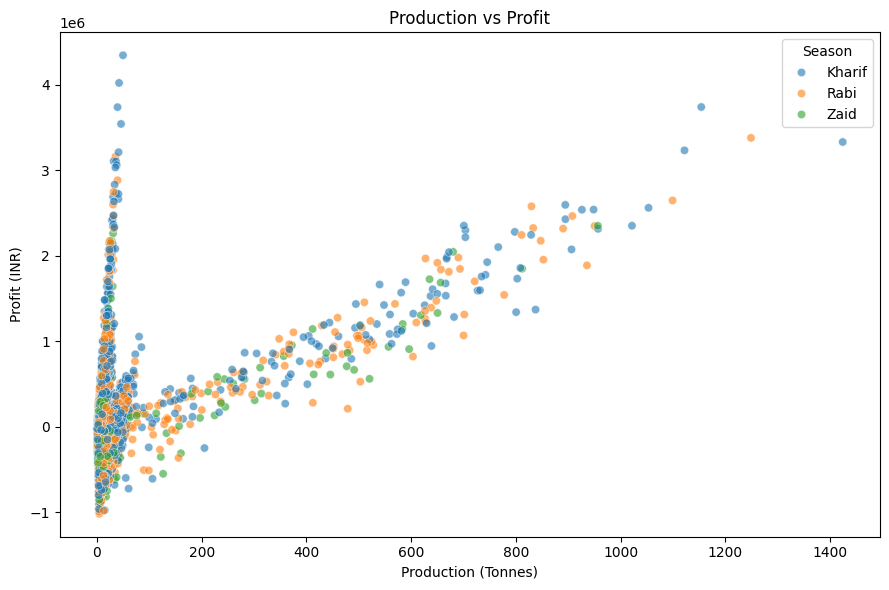 Production vs Profit
1e6
Season
Kharif
Rabi
Zaid
4
3
2
1
0
−1
Profit (INR)
0 200 400 600 800 1000 1200 1400
Production (Tonnes)